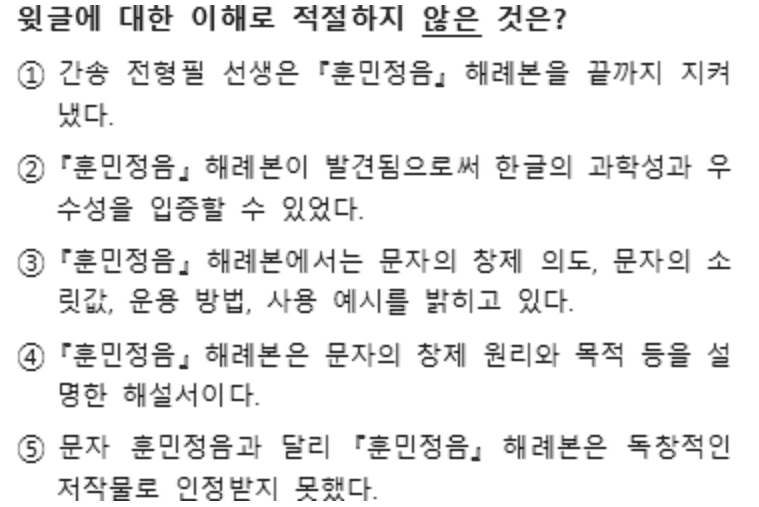 윗글에 대한 이해로 적절하지 않은 것은?
① 간송 전형필 선생은 『훈민정음』 해례본을 끝까지 지켜
냈다.
② 『훈민정음』 해례본이 발견됨으로써 한글의 과학성과 우
수성을 입증할 수 있었다.
③ 『훈민정음』 해례본에서는 문자의 창제 의도, 문자의 소
릿값, 운용 방법, 사용 예시를 밝히고 있다.
④ 『훈민정음』 해례본은 문자의 창제 원리와 목적 등을 설
명한 해설서이다.
⑤ 문자 훈민정음과 달리 『훈민정음』 해례본은 독창적인
저작물로 인정받지 못했다.